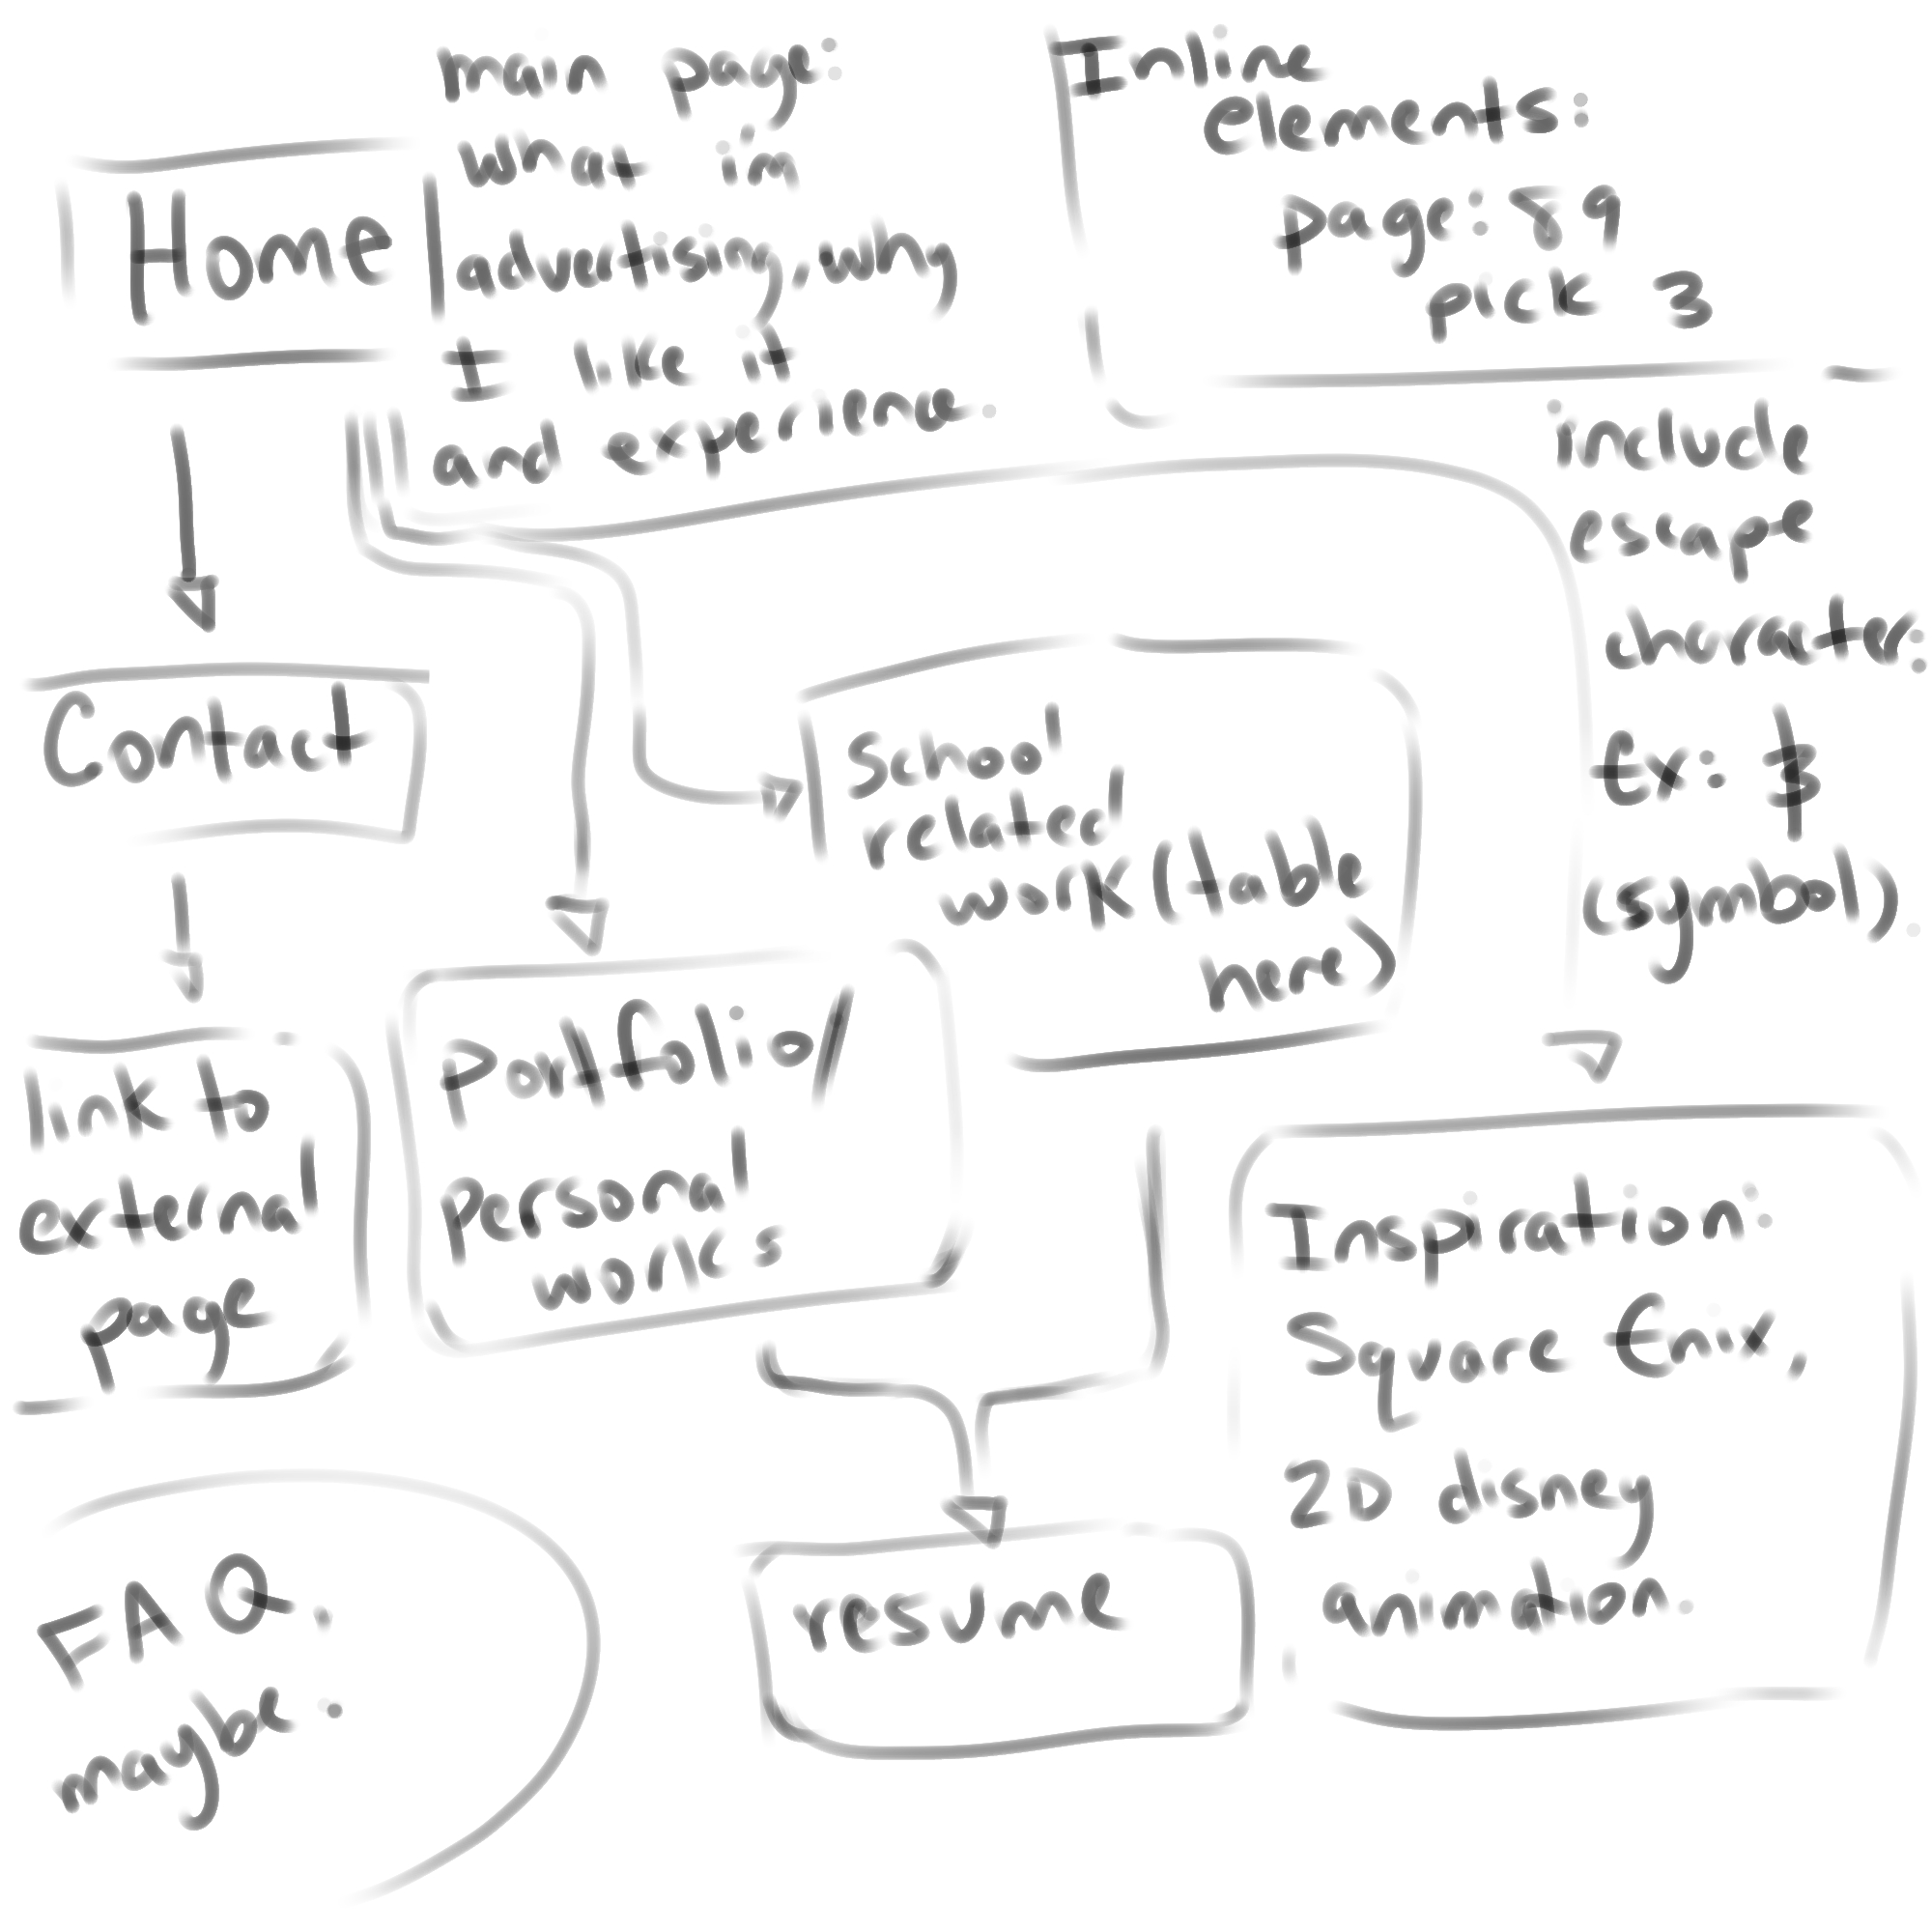 main page:
what im
advertising, why
I like it
and experience.
Home
Inline
elements:
page: 89
pick 3
include
escape
character:
Ex:
(symbol).
Contact
school
related
work (table
here)
link to
external
page
portfolio/
personal
works
Inspiration:
Square Enix,
2D disney
animation.
FAQ.
maybe.
resume